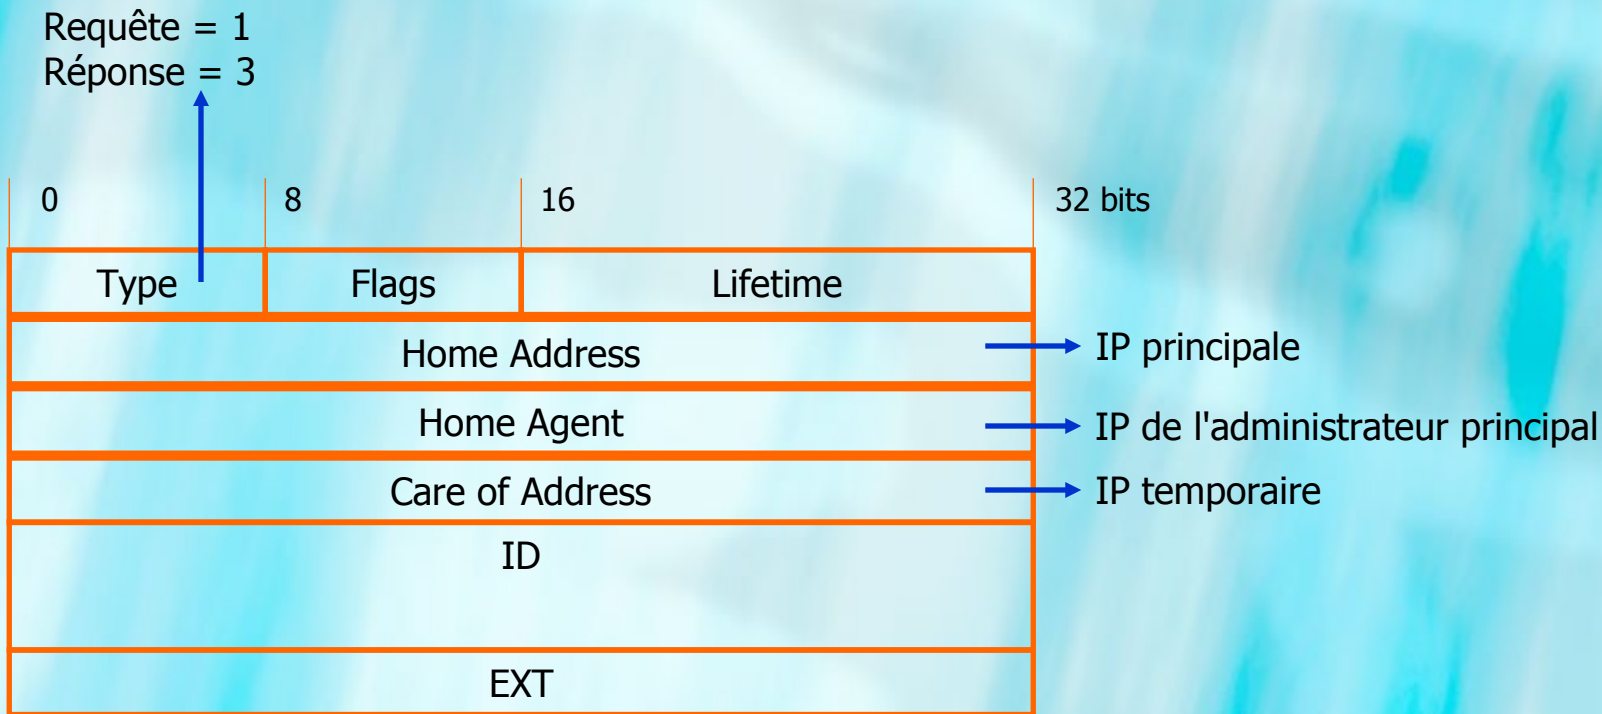 Requête = 1
Réponse = 3
0 8 16 32 bits
Type Flags Lifetime
Home Address IP principale
Home Agent IP de l'administrateur principal
Care of Address IP temporaire
ID
EXT